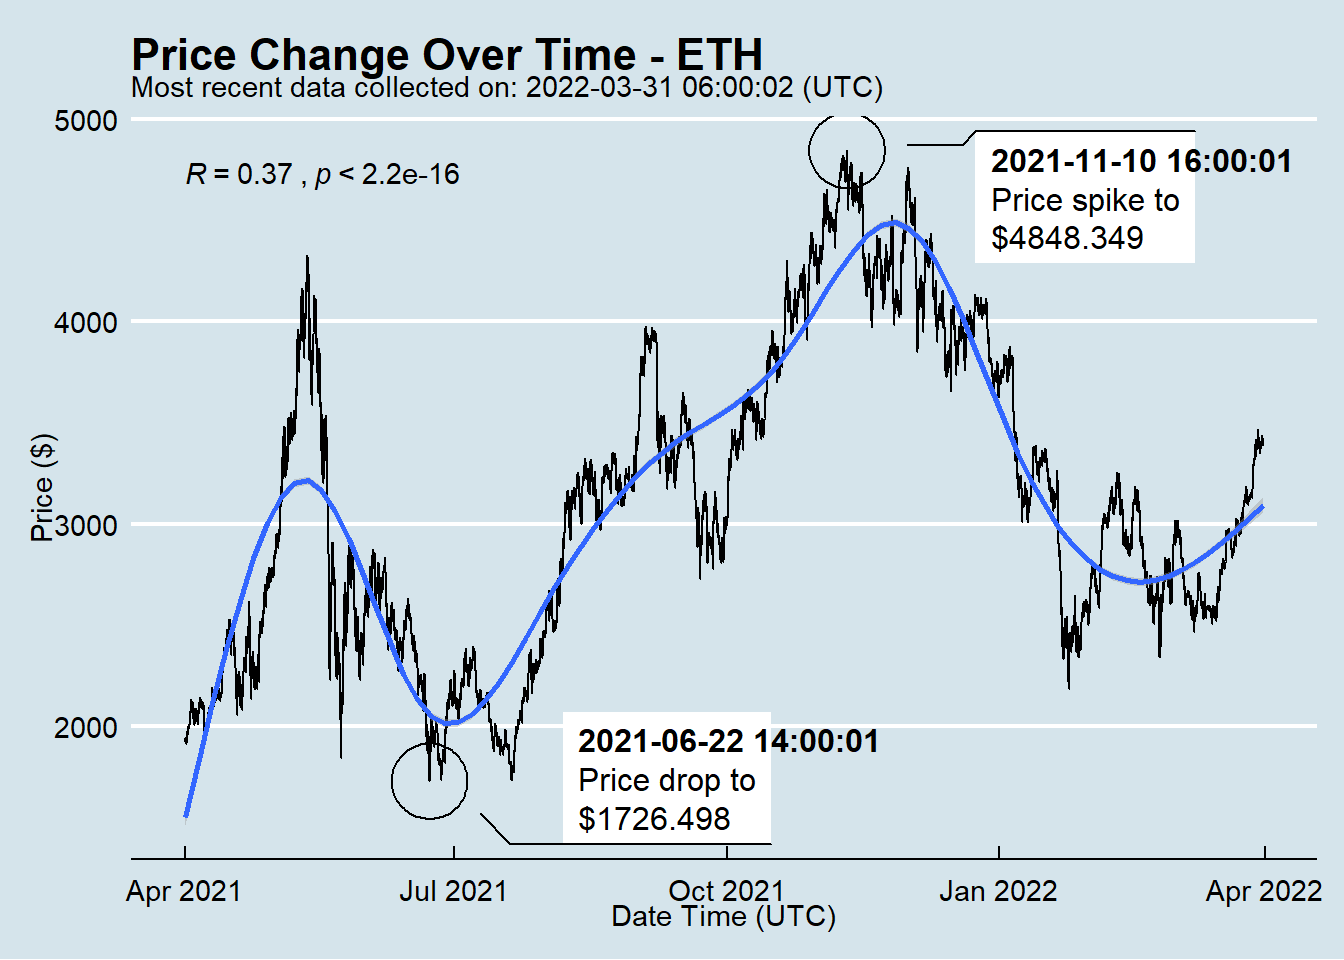 Price Change Over Time - ETH
Most recent data collected on: 2022-03-31 06:00:02 (UTC)
5000
R = 0.37 , p < 2.2e-16
2021-11-10 16:00:01
Price spike to
$4848.349
4000
Price ($)
3000
2000
2021-06-22 14:00:01
Price drop to
$1726.498
Apr 2021 Jul 2021 Oct 2021 Jan 2022 Apr 2022
Date Time (UTC)